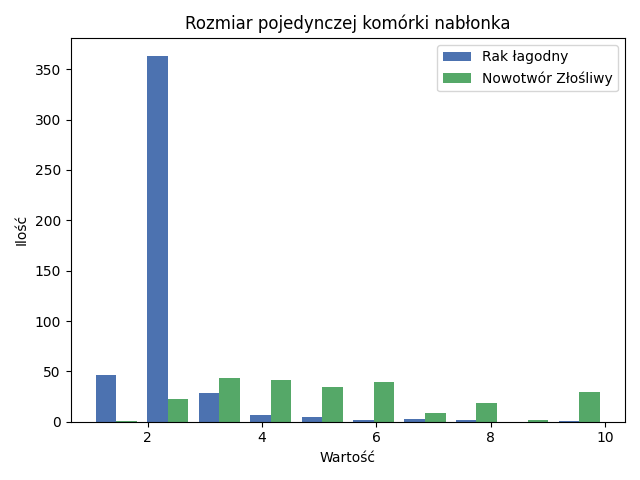 Rozmiar pojedynczej komórki nabłonka
Rak łagodny
Nowotwór Złośliwy
350
300
250
200
150
100
50
0
Ilość
2 4 6 8 10
Wartość